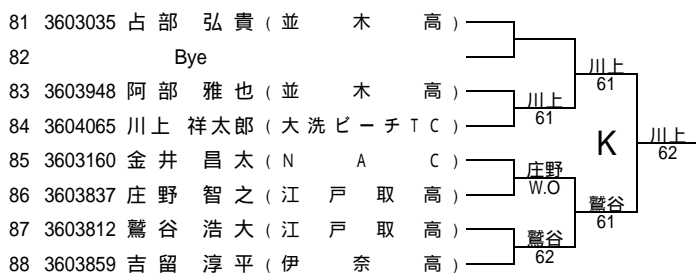 81 3603035 占部 弘貴 (並木高)
82 Bye
83 3603948 阿部 雅也 (並木高)
84 3604065 川上 祥太郎 (大洗ビーチTC)
85 3603160 金井 昌太 (NAC)
86 3603837 庄野 智之 (江戸取高)
87 3603812 鷲谷 浩大 (江戸取高)
88 3603859 吉留 淳平 (伊奈高)
川上
61
川上
61
K
川上
62
庄野
W.O
鷲谷
61
鷲谷
62